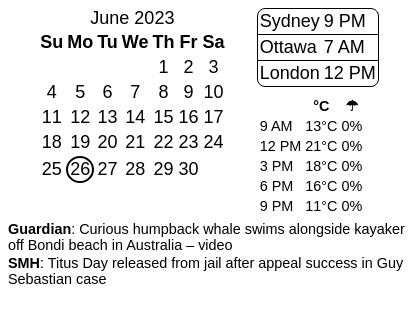 June 2023
Su Mo Tu We Th Fr Sa
1 2 3
4 5 6 7 8 9 10
11 12 13 14 15 16 17
18 19 20 21 22 23 24
25 26 27 28 29 30
Sydney 9 PM
Ottawa 7 AM
London 12 PM
°C ☂
9 AM 13°C 0%
12 PM 21°C 0%
3 PM 18°C 0%
6 PM 16°C 0%
9 PM 11°C 0%
Guardian: Curious humpback whale swims alongside kayaker
off Bondi beach in Australia – video
SMH: Titus Day released from jail after appeal success in Guy
Sebastian case